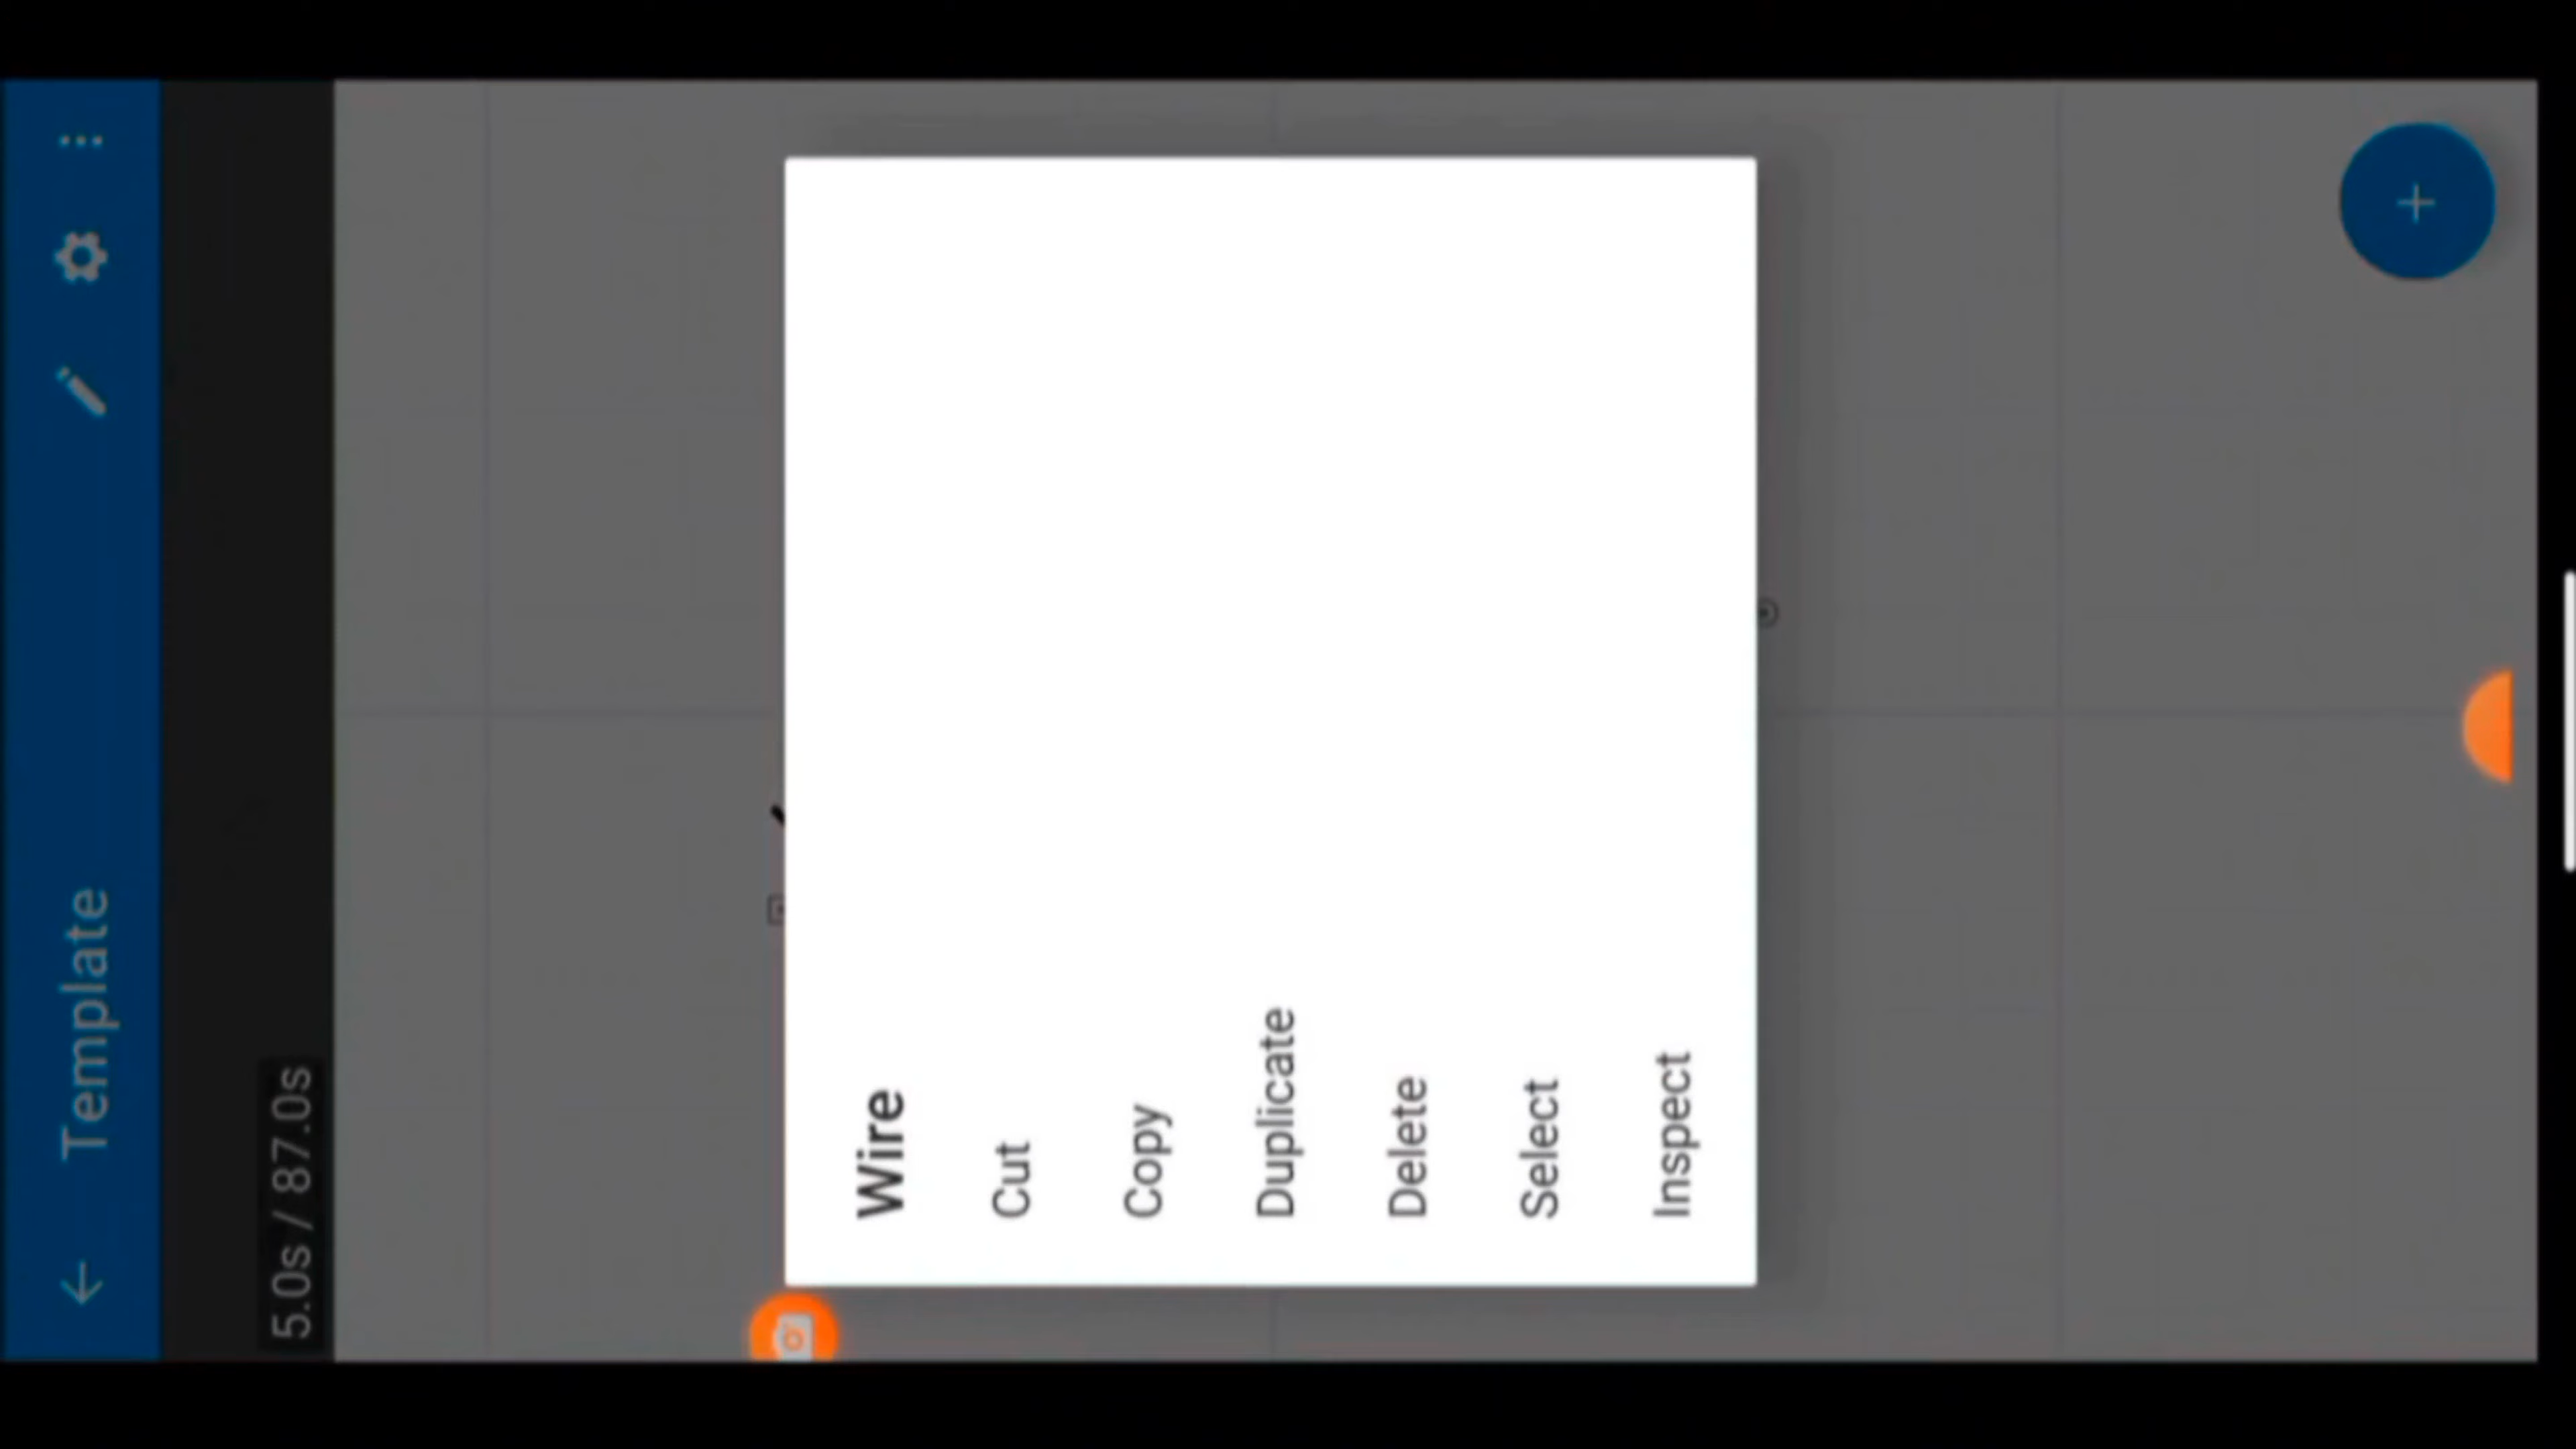 Template
5.0s / 87.0s
Wire
Cut
Copy
Duplicate
Delete
Select
Inspect